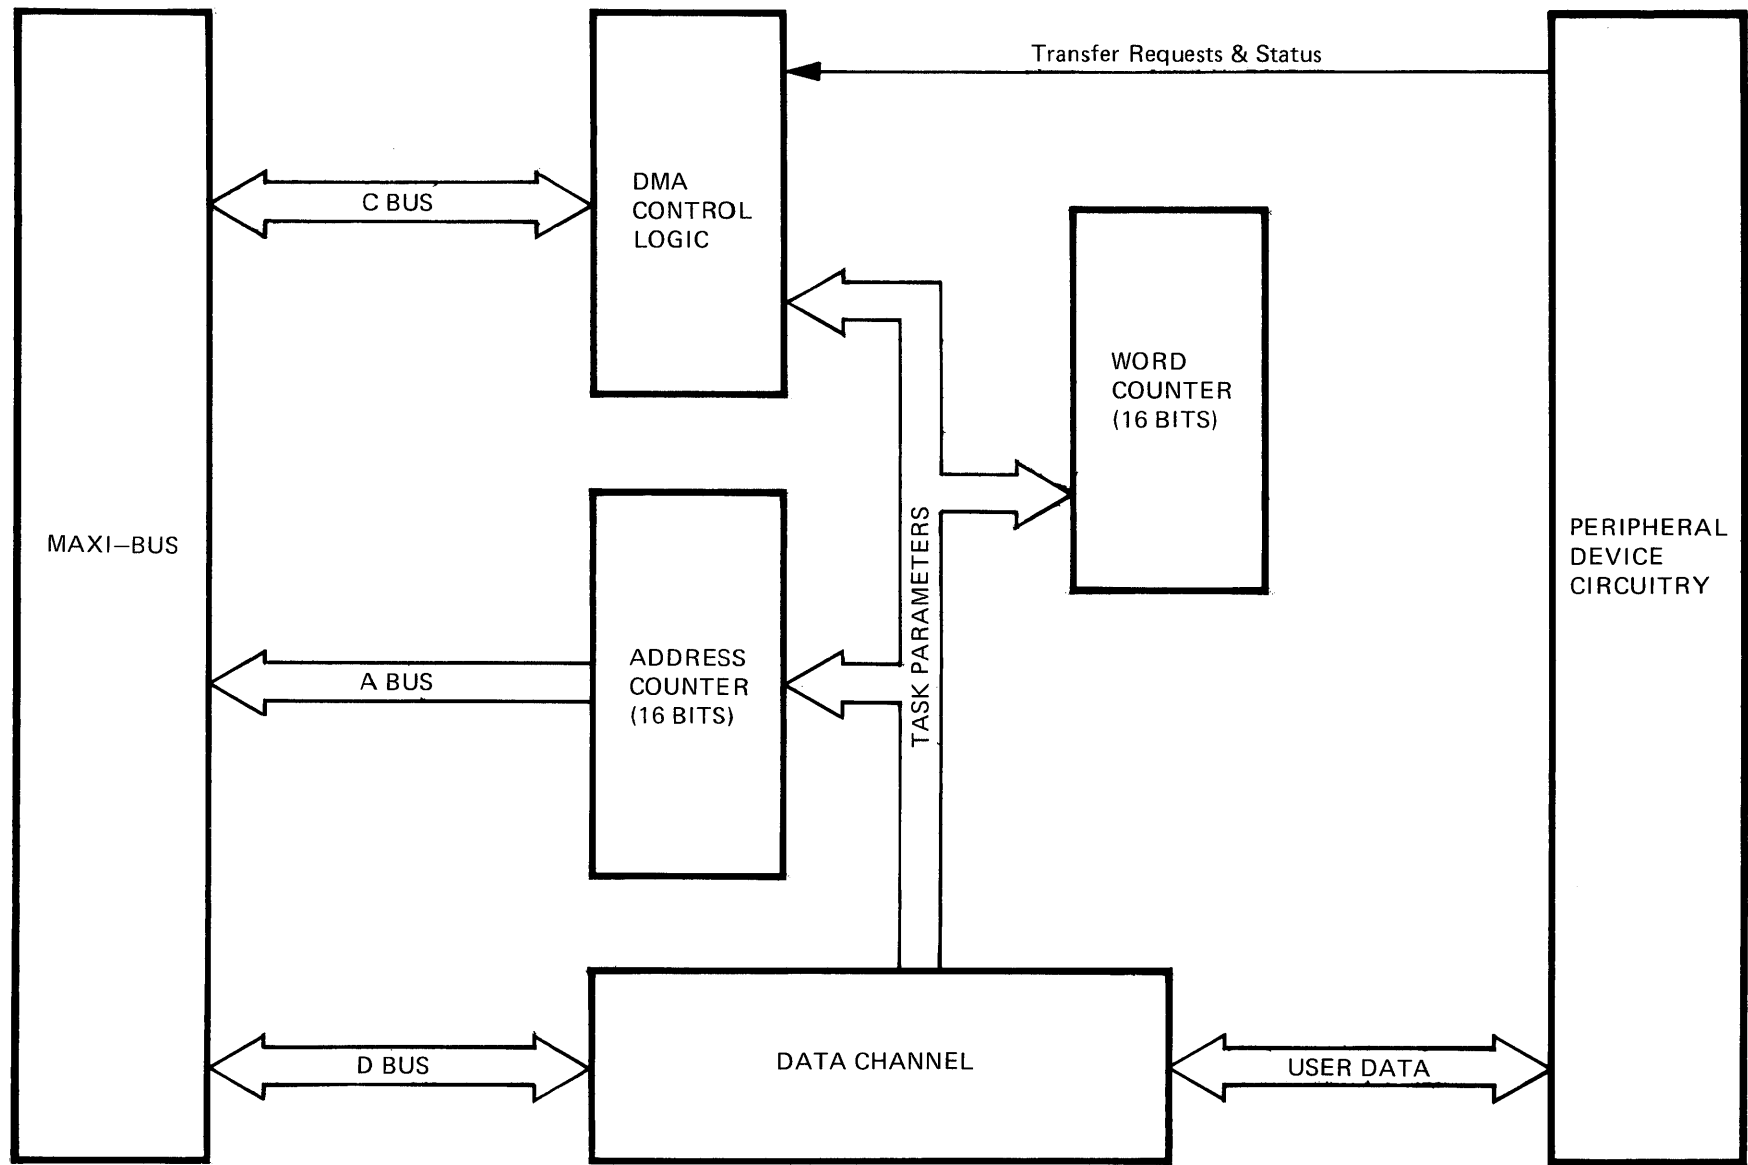 Transfer Requests & Status
DMA
CONTROL
LOGIC
C BUS
WORD
COUNTER
(16 BITS)
MAXI–BUS
PERIPHERAL
DEVICE
CIRCUITRY
TASK PARAMETERS
ADDRESS
COUNTER
(16 BITS)
A BUS
D BUS
DATA CHANNEL
USER DATA